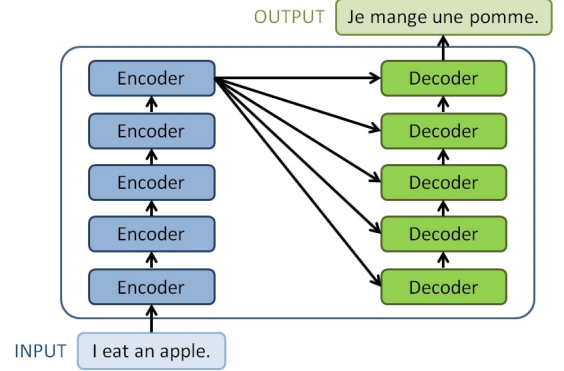 OUTPUT Je mange une pomme.
Encoder Decoder
Encoder Decoder
Encoder Decoder
Encoder Decoder
Encoder Decoder
INPUT I eat an apple.